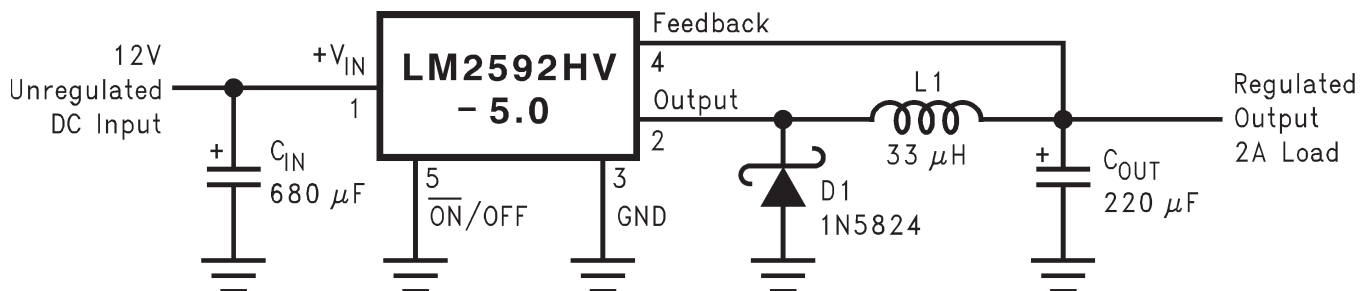 12V
Unregulated
DC Input
+VIN
1
CIN
680 μF
LM2592HV
- 5.0
5
ON/OFF
3
GND
Feedback
4
Output
2
D1
1N5824
L1
33 μH
COUT
220 μF
Regulated
Output
2A Load
+
+